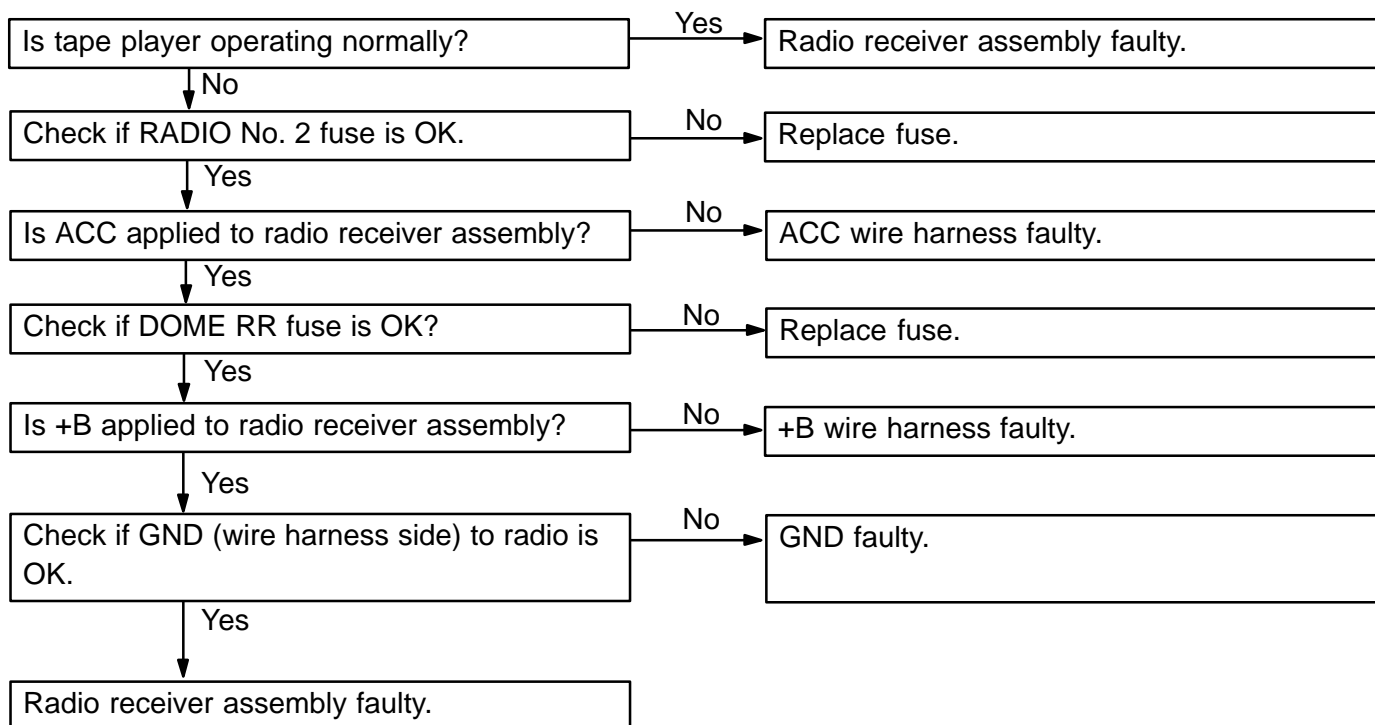 Is tape player operating normally?
Yes
Radio receiver assembly faulty.
No
Check if RADIO No. 2 fuse is OK.
No
Replace fuse.
Yes
Is ACC applied to radio receiver assembly?
No
ACC wire harness faulty.
Yes
Check if DOME RR fuse is OK?
No
Replace fuse.
Yes
Is +B applied to radio receiver assembly?
No
+B wire harness faulty.
Yes
Check if GND (wire harness side) to radio is
OK.
No
GND faulty.
Yes
Radio receiver assembly faulty.